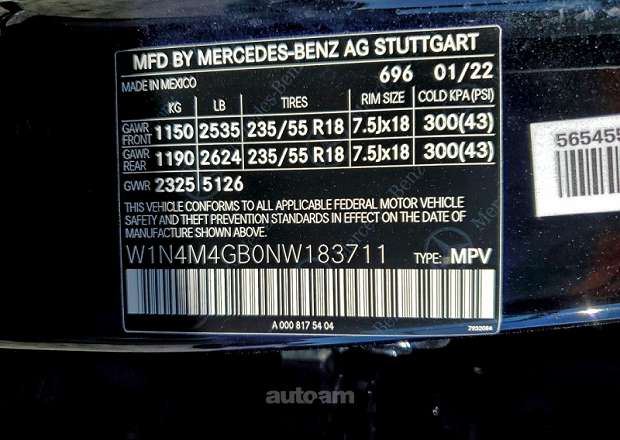 MFD BY MERCEDES-BENZ AG STUTTGART
MADE IN MEXICO 696 01/22
KG LB TIRES RIM SIZE COLD KPA (PSI)
GAWR FRONT 1150 2535 235/55 R18 7.5Jx18 300(43)
GAWR REAR 1190 2624 235/55 R18 7.5Jx18 300(43)
GVWR 2325 5126
THIS VEHICLE CONFORMS TO ALL APPLICABLE FEDERAL MOTOR VEHICLE
SAFETY AND THEFT PREVENTION STANDARDS IN EFFECT ON DATE OF
MANUFACTURE SHOWN ABOVE.
W1N4M4GB0NW183711 TYPE: MPV
A 000 817 54 04
autoam